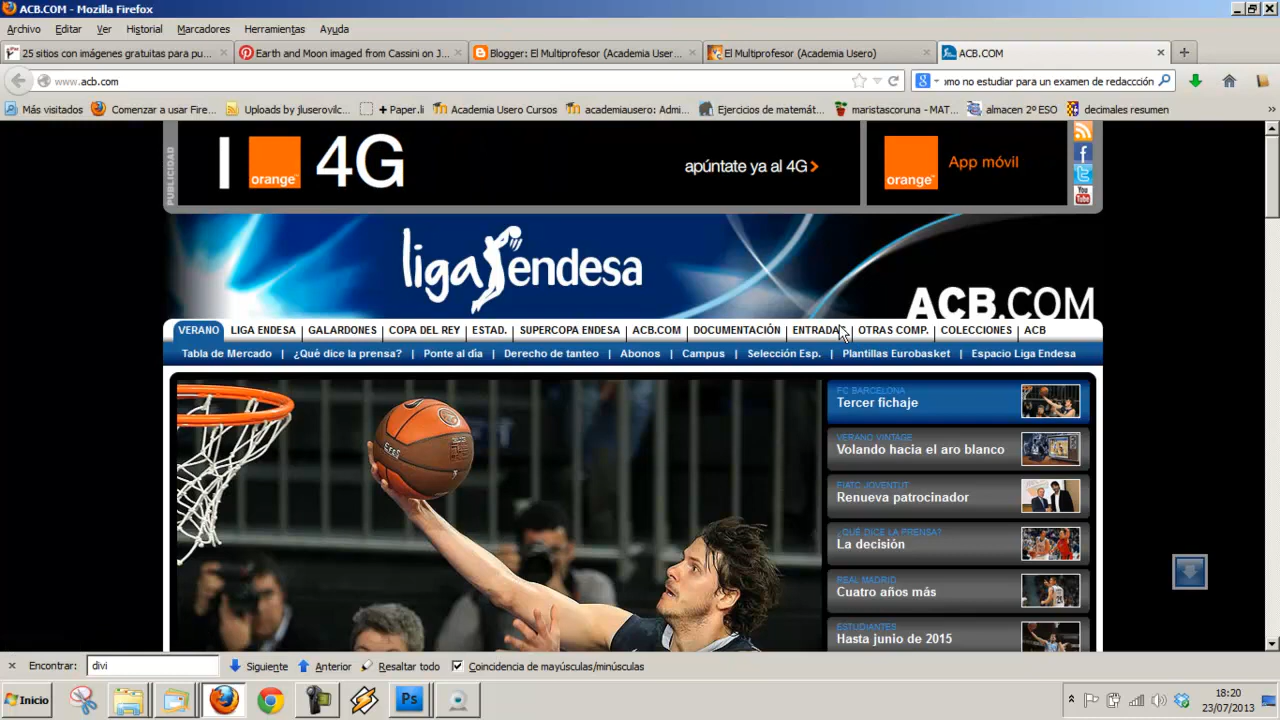 ACB.COM - Mozilla Firefox
Archivo Editar Ver Historial Marcadores Herramientas Ayuda
25 sitios con imágenes gratuitas para pu...
Earth and Moon imaged from Cassini on J...
Blogger: El Multiprofesor (Academia User...
El Multiprofesor (Academia Usero)
ACB.COM
www.acb.com
omo no estudiar para un examen de redacción
Más visitados
Comenzar a usar Fire...
Uploads by jluserovilc...
+ Paper.li
Academia Usero Cursos
academiausero: Admi...
Ejercicios de matemát...
maristascoruna - MAT...
almacen 2º ESO
decimales resumen
PUBLICIDAD
I orange 4G
apúntate ya al 4G>
orange App móvil
You Tube
liga endesa
ACB.COM
VERANO LIGA ENDESA GALARDONES COPA DEL REY ESTAD. SUPERCOPA ENDESA ACB.COM DOCUMENTACIÓN ENTRADAS OTRAS COMP. COLECCIONES ACB
Tabla de Mercado | ¿Qué dice la prensa? | Ponte al día | Derecho de tanteo | Abonos | Campus | Selección Esp. | Plantillas Eurobasket | Espacio Liga Endesa
FC BARCELONA
Tercer fichaje
VERANO VINTAGE
Volando hacia el aro blanco
FIATC JOVENTUT
Renueva patrocinador
¿QUÉ DICE LA PRENSA?
La decisión
REAL MADRID
Cuatro años más
ESTUDIANTES
Hasta junio de 2015
Encontrar: divi Siguiente Anterior Resaltar todo Coincidencia de mayúsculas/minúsculas
Inicio
Ps
18:20
23/07/2013